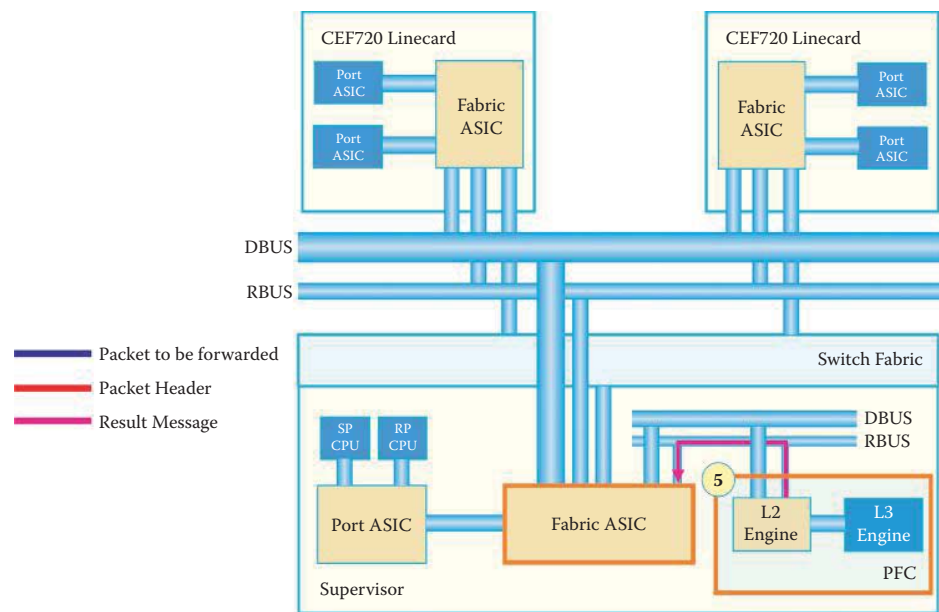 CEF720 Linecard
CEF720 Linecard
Port
ASIC
Port
ASIC
Fabric
ASIC
Fabric
ASIC
Port
ASIC
Port
ASIC
DBUS
RBUS
Packet to be forwarded
Packet Header
Result Message
Switch Fabric
SP
CPU
RP
CPU
DBUS
RBUS
5
Port ASIC
Fabric ASIC
L2
Engine
L3
Engine
PFC
Supervisor